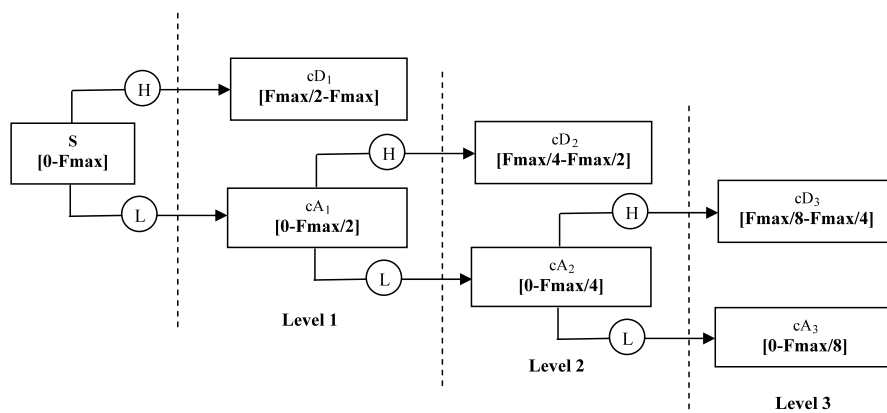 cD₁
[Fmax/2-Fmax]
H
S
[0-Fmax]
L
cA₁
[0-Fmax/2]
H
cD₂
[Fmax/4-Fmax/2]
L
cA₂
[0-Fmax/4]
H
cD₃
[Fmax/8-Fmax/4]
L
cA₃
[0-Fmax/8]
Level 1
Level 2
Level 3